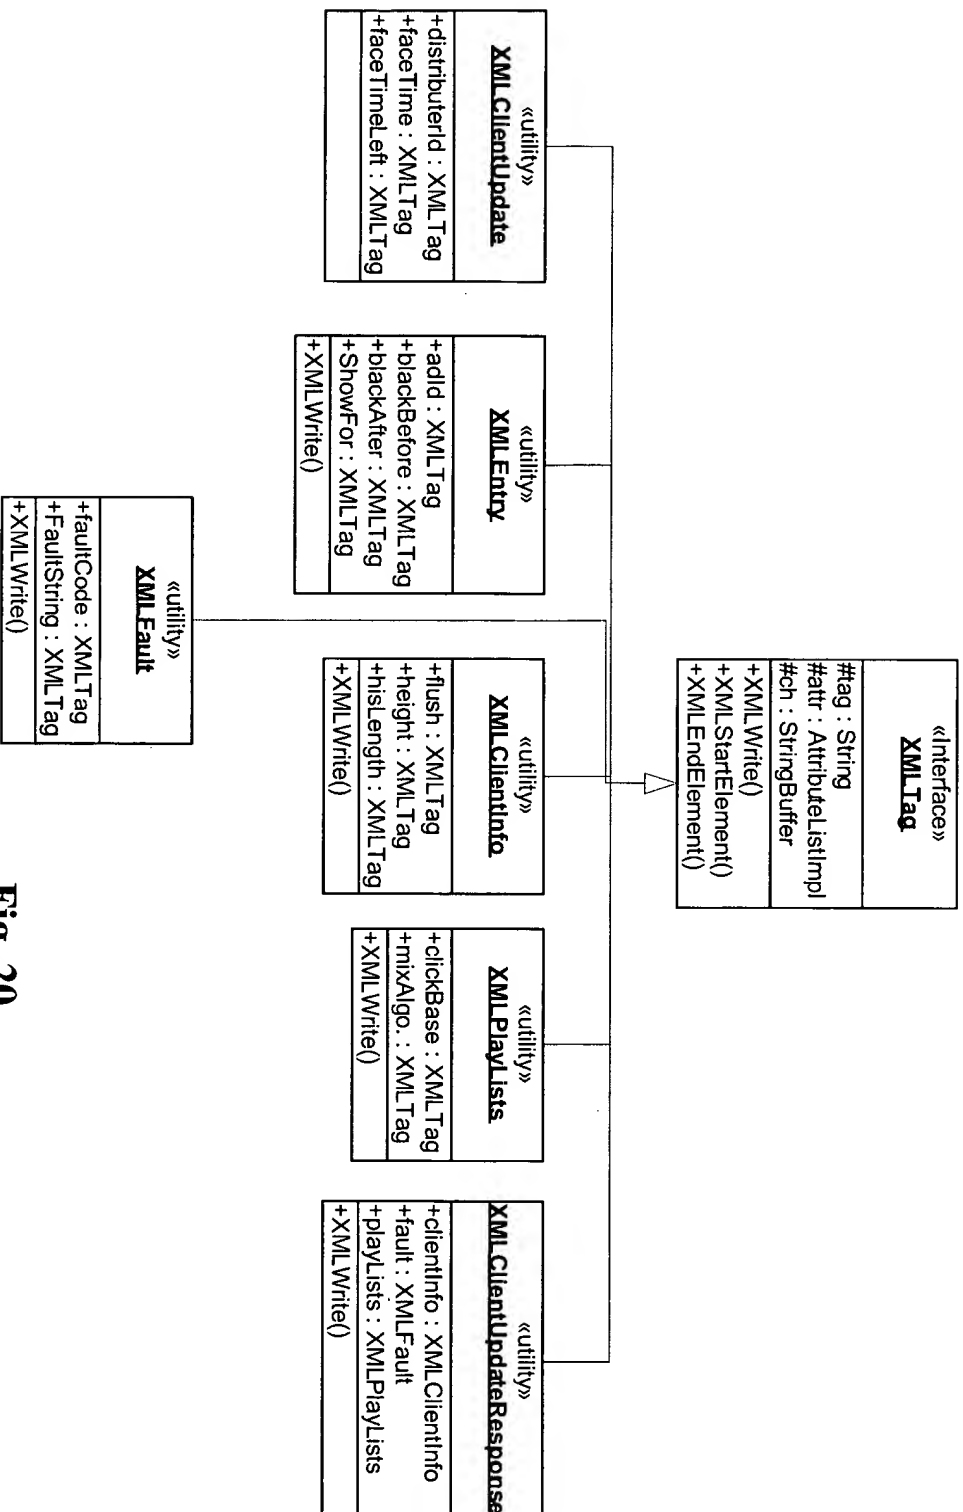 «Interface»
XMLTag
#tag : String
#attr : AttributeListImpl
#ch : StringBuffer
+XMLWrite()
+XMLStartElement()
+XMLEndElement()
«utility»
XMLClientUpdate
+distributerId : XMLTag
+faceTime : XMLTag
+faceTimeLeft : XMLTag
«utility»
XMLEntry
+adId : XMLTag
+blackBefore : XMLTag
+blackAfter : XMLTag
+ShowFor : XMLTag
+XMLWrite()
«utility»
XMLClientInfo
+flush : XMLTag
+height : XMLTag
+hisLength : XMLTag
+XMLWrite()
«utility»
XMLPlayLists
+clickBase : XMLTag
+mixAlgo. : XMLTag
+XMLWrite()
«utility»
XMLClientUpdateResponse
+clientInfo : XMLClientInfo
+fault : XMLFault
+playLists : XMLPlayLists
+XMLWrite()
«utility»
XMLFault
+faultCode : XMLTag
+FaultString : XMLTag
+XMLWrite()
Fig. 20